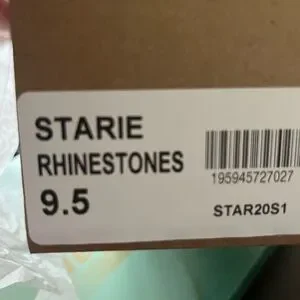 STARIE
RHINESTONES
9.5
195945727027
STAR20S1